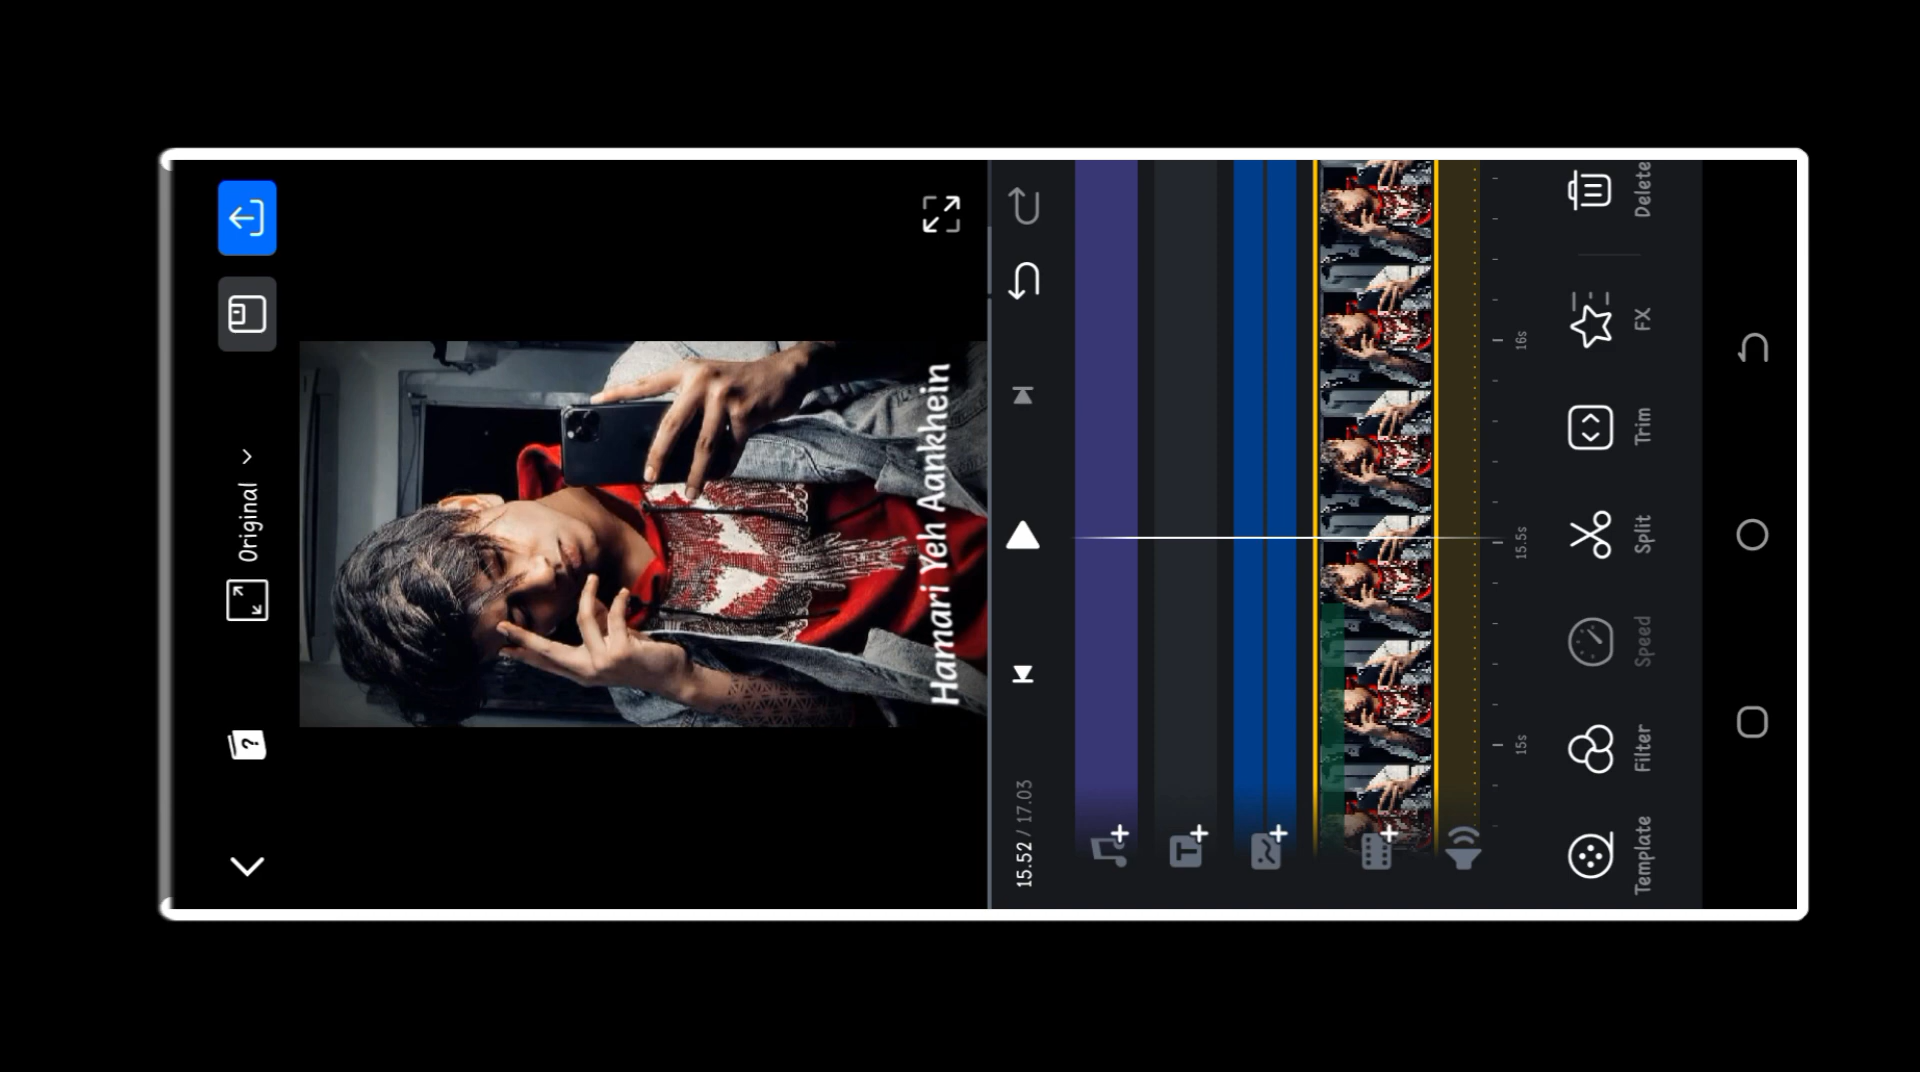 ?
Original
Hamari Yeh Aankhein
15.52 / 17.03
T
15s
15.5s
16s
Template
Filter
Speed
Split
Trim
FX
Delete